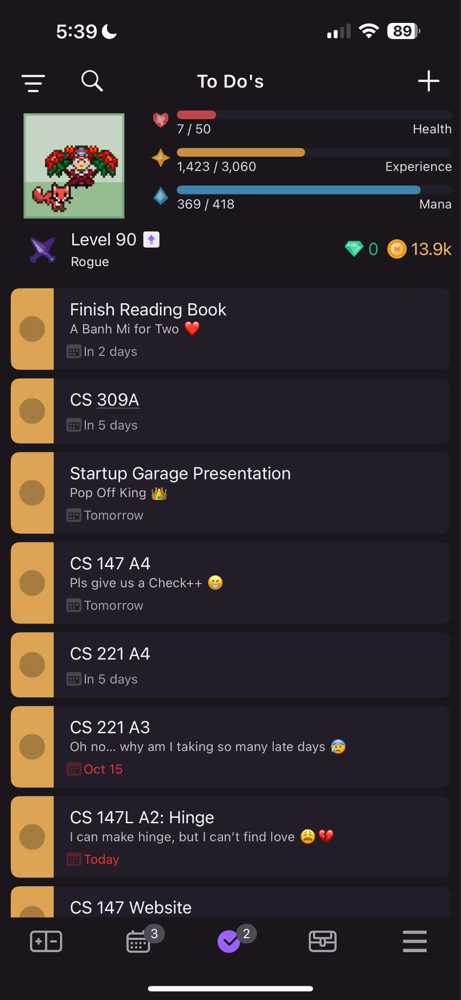 5:39
89
To Do's
7 / 50 Health
1,423 / 3,060 Experience
369 / 418 Mana
Level 90
Rogue
0 H 13.9k
Finish Reading Book
A Banh Mi for Two ❤️
In 2 days
CS 309A
In 5 days
Startup Garage Presentation
Pop Off King 👑
Tomorrow
CS 147 A4
Pls give us a Check++ 😁
Tomorrow
CS 221 A4
In 5 days
CS 221 A3
Oh no... why am I taking so many late days 😰
Oct 15
CS 147L A2: Hinge
I can make hinge, but I can’t find love 😩💔
Today
CS 147 Website
3
2